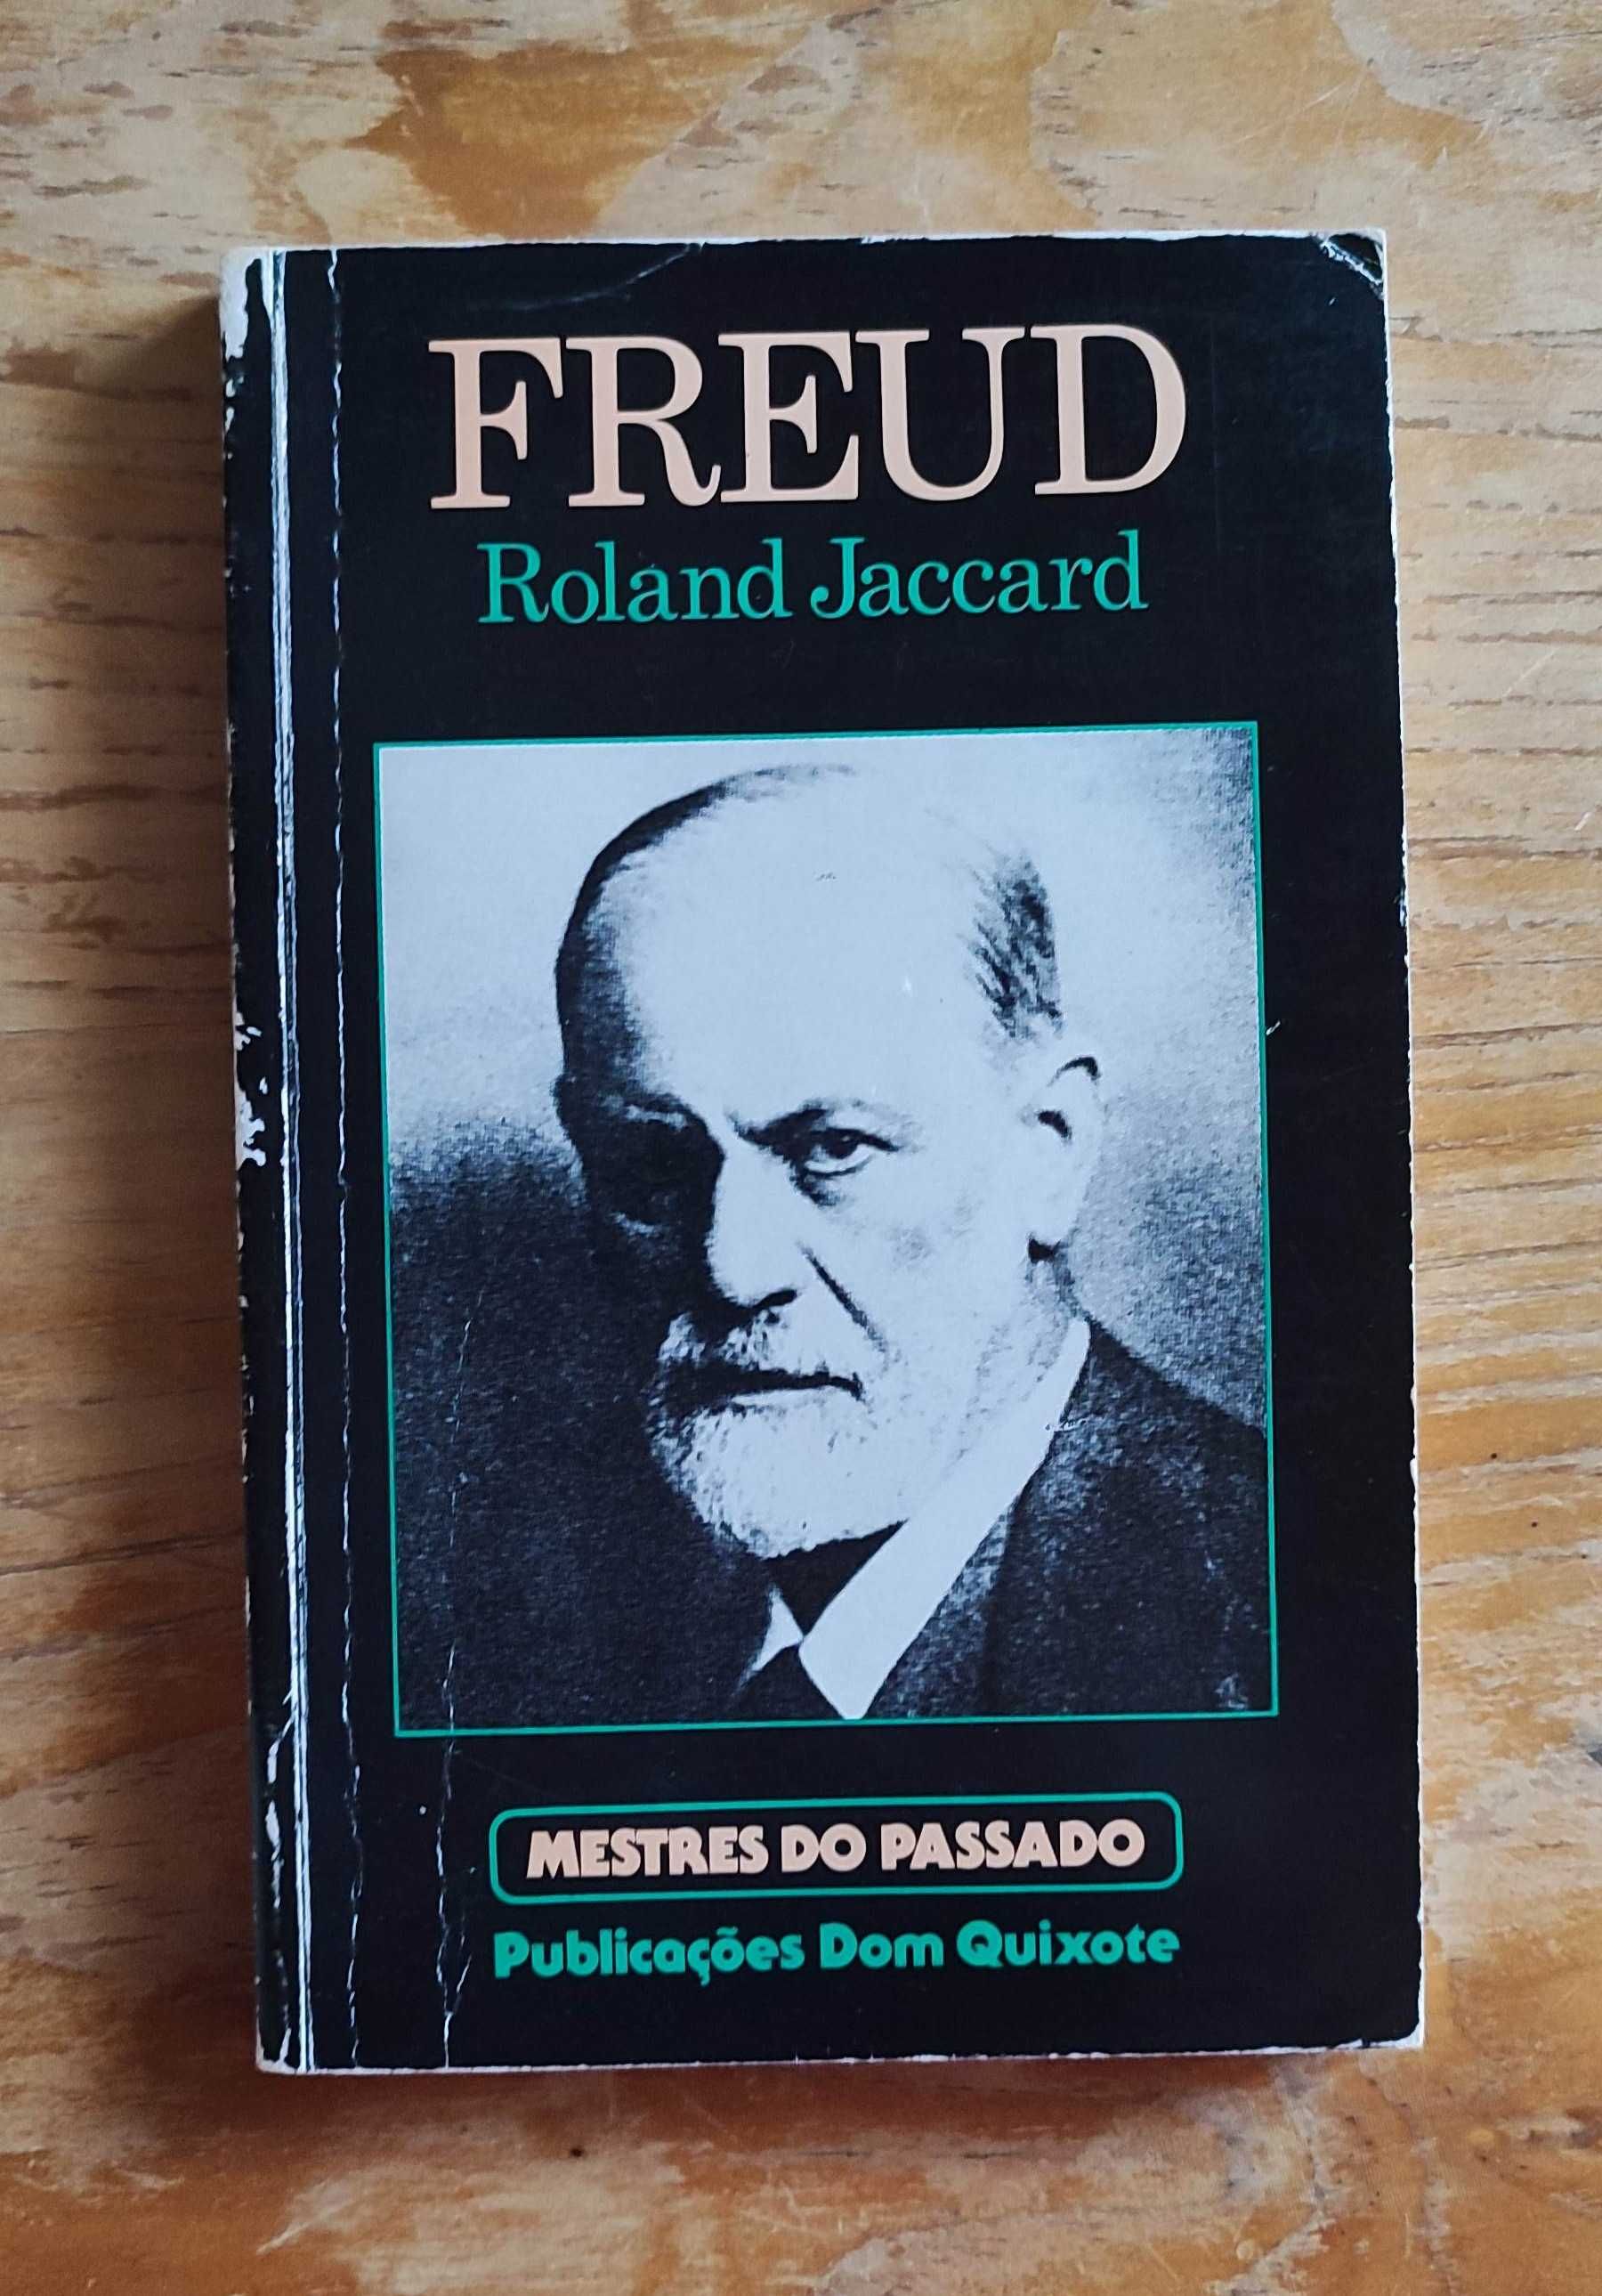 FREUD
Roland Jaccard
MESTRES DO PASSADO
Publicações Dom Quixote